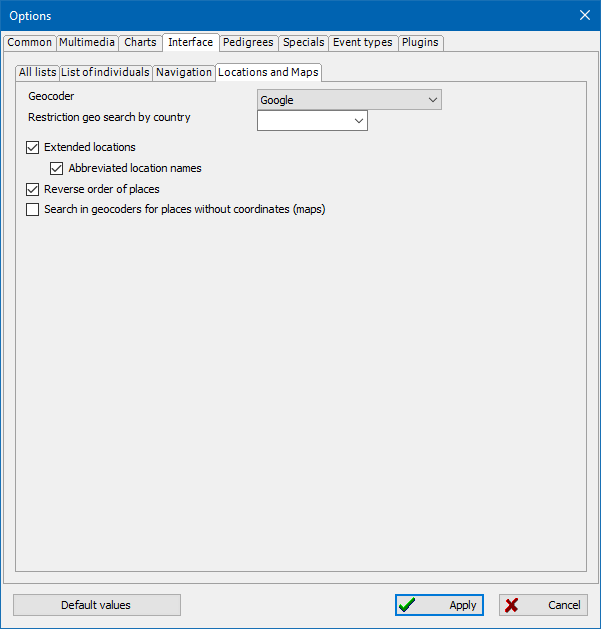 Options
Common Multimedia Charts Interface Pedigrees Specials Event types Plugins
All lists List of individuals Navigation Locations and Maps
Geocoder Google
Restriction geo search by country
Extended locations
Abbreviated location names
Reverse order of places
Search in geocoders for places without coordinates (maps)
Default values Apply Cancel